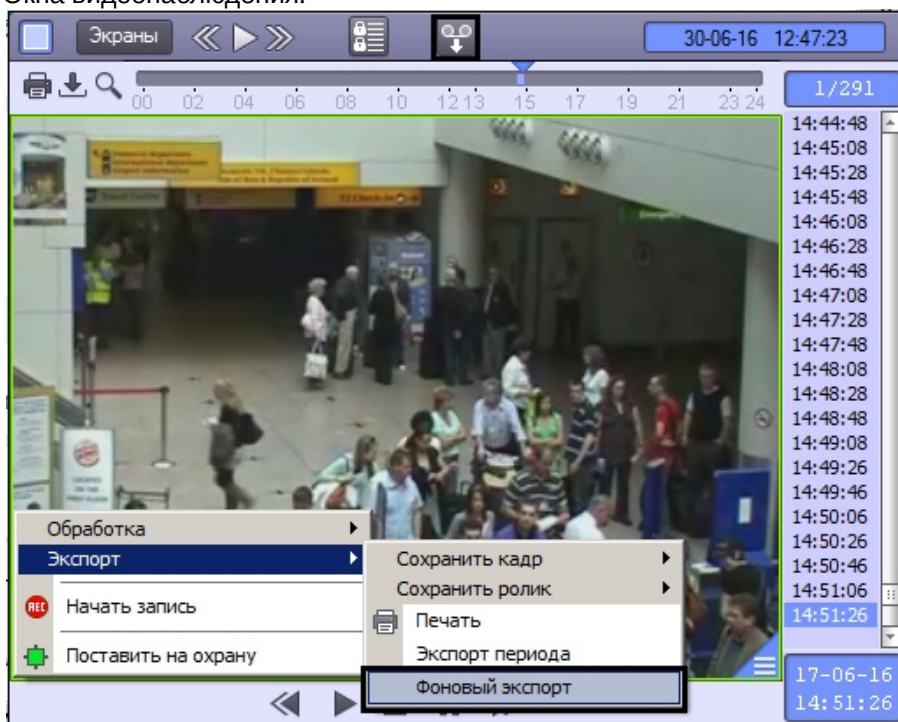 Окна видеонаблюдения.
Экраны
30-06-16 12:47:23
00 02 04 06 08 10 12 13 15 17 19 21 23 24
1/291
14:44:48
14:45:08
14:45:28
14:45:48
14:46:08
14:46:28
14:46:48
14:47:08
14:47:28
14:47:48
14:48:08
14:48:28
14:48:48
14:49:08
14:49:26
14:49:46
14:50:06
14:50:26
14:50:46
14:51:06
14:51:26
Обработка
Экспорт
REC Начать запись
Поставить на охрану
Сохранить кадр
Сохранить ролик
Печать
Экспорт периода
Фоновый экспорт
17-06-16
14:51:26